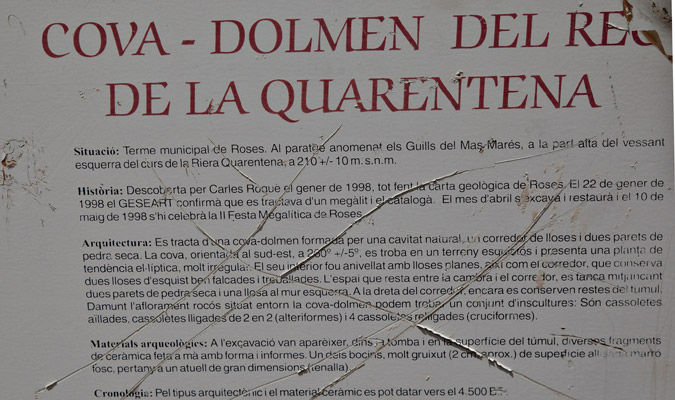 COVA - DOLMEN DEL REC
DE LA QUARENTENA
Situació: Terme municipal de Roses. Al paratge anomenat els Guills del Mas Marés, a la part alta del vessant
esquerra del curs de la Riera Quarentena, a 210 +/- 10 m. s.n.m.
Història: Descoberta per Carles Roqué el gener de 1998, tot fent la carta geològica de Roses. El 22 de gener de
1998 el GESEART confirmà que es tractava d'un megàlit i el catalogà. El mes d'abril s'excavà i restaurà i el 10 de
maig de 1998 s'hi celebrà la II Festa Megalítica de Roses.
Arquitectura: Es tracta d'una cova-dolmen formada per una cavitat natural, un corredor de lloses i dues parets de
pedra seca. La cova, orientada al sud-est, a 200º +/-5º, es troba en un terreny esquitós i presenta una planta de
tendència el·líptica, molt irregular. El seu interior fou anivellat amb lloses planes, així com el corredor, que conserva
dues lloses d'esquist ben falcades i treballades. L'espai que resta entre la cambra i el corredor, es tanca mitjançant
dues parets de pedra seca i una llosa al mur esquerra. A la dreta del corredor, encara es conserven restes del túmul.
Damunt l'aflorament rocós situat entorn la cova-dolmen podem trobar un conjunt d'inscultures: Són cassoletes
aïllades, cassoletes lligades de 2 en 2 (alteriformes) i 4 cassoletes relligades (cruciformes).
Materials arqueològics: A l'excavació van aparèixer, dins la tomba i en la superfície del túmul, diversos fragments
de ceràmica feta a mà amb forma i informes. Un dels bocins, molt gruixut (2 cm aprox.) de superfície allisada marró
fosc, pertany a un atuell de gran dimensions (tenalla).
Cronologia: Pel tipus arquitectònic i el material ceràmic es pot datar vers el 4.500